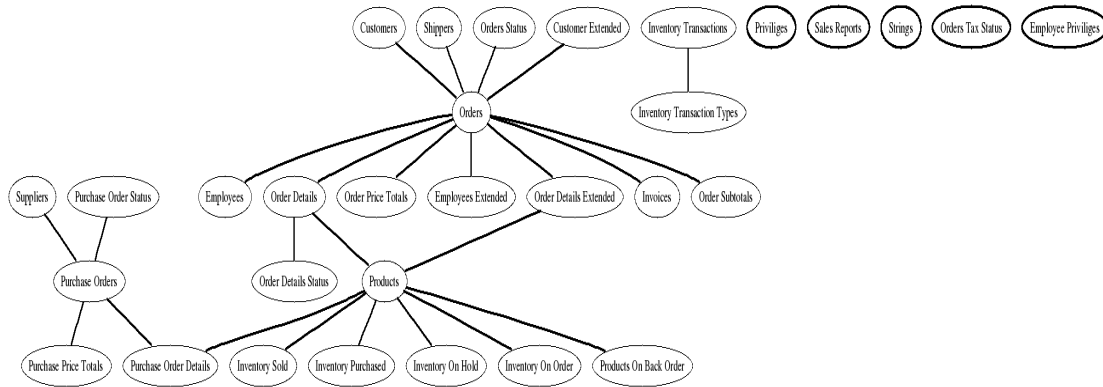 Customers
Shippers
Orders Status
Customer Extended
Inventory Transactions
Priviliges
Sales Reports
Strings
Orders Tax Status
Employee Priviliges
Orders
Inventory Transaction Types
Suppliers
Purchase Order Status
Employees
Order Details
Order Price Totals
Employees Extended
Order Details Extended
Invoices
Order Subtotals
Purchase Orders
Order Details Status
Products
Purchase Price Totals
Purchase Order Details
Inventory Sold
Inventory Purchased
Inventory On Hold
Inventory On Order
Products On Back Order